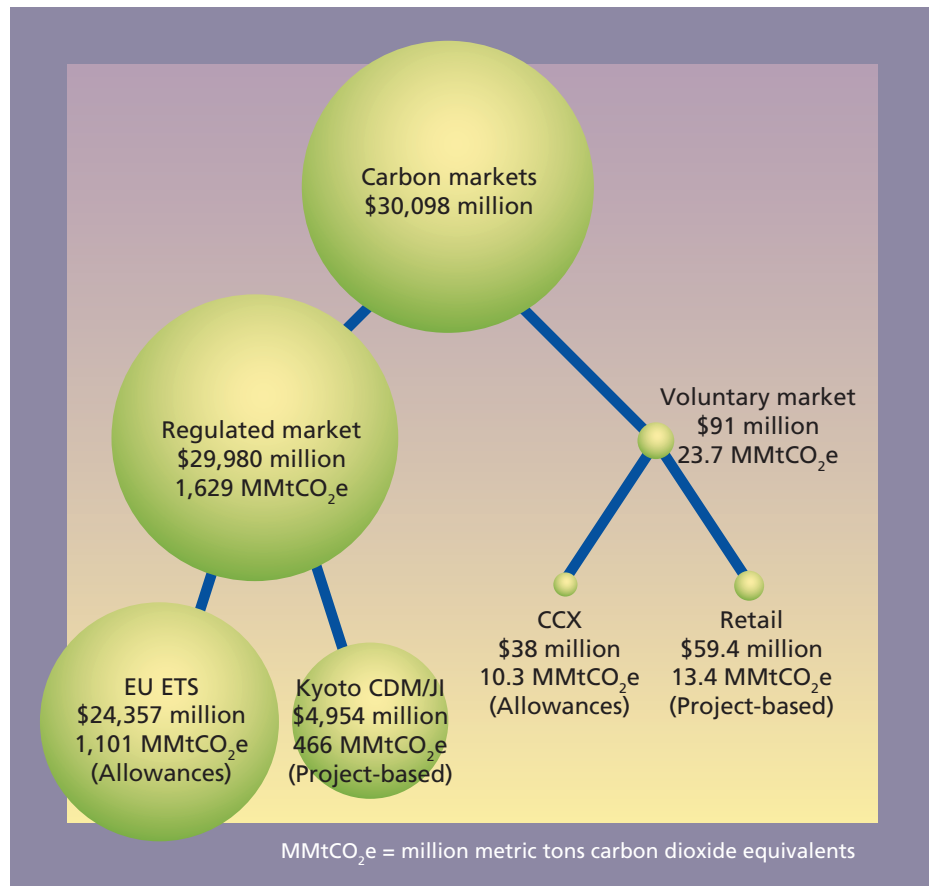 Carbon markets
$30,098 million
Regulated market
$29,980 million
1,629 MMtCO₂e
Voluntary market
$91 million
23.7 MMtCO₂e
EU ETS
$24,357 million
1,101 MMtCO₂e
(Allowances)
Kyoto CDM/JI
$4,954 million
466 MMtCO₂e
(Project-based)
CCX
$38 million
10.3 MMtCO₂e
(Allowances)
Retail
$59.4 million
13.4 MMtCO₂e
(Project-based)
MMtCO₂e = million metric tons carbon dioxide equivalents